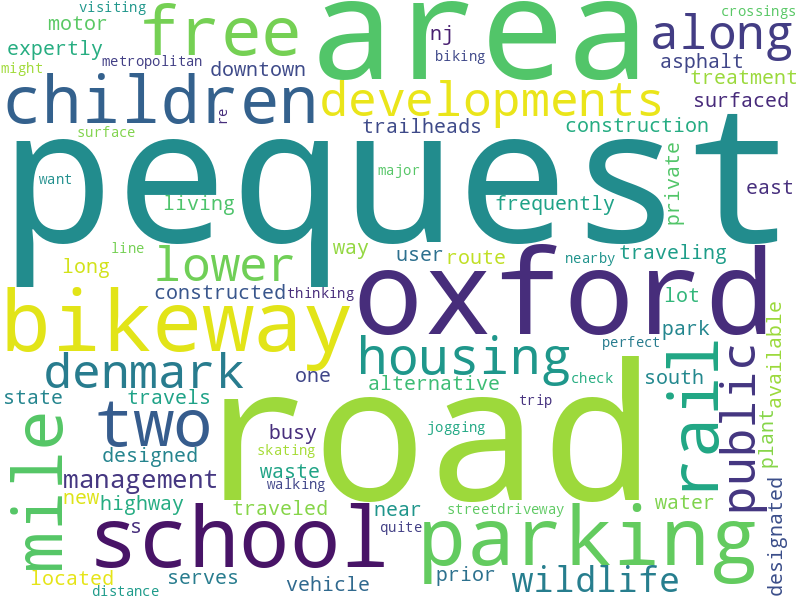 visiting
motor
free
area
nj
along
crossings
expertly
metropolitan
biking
asphalt
might
downtown
treatment
children
re
developments
surfaced
surface
trailheads
construction
pequest
want
living
major
frequently
private
east
line
way
user
route
nearby
traveling
long
lower
constructed
thinking
oxford
lot
bikeway
park
available
denmark
housing
perfect
rail
public
state
travels
one
alternative
check
south
two
road
trip
mile
designed
busy
jogging
plant
skating
management
waste
walking
new
highway
traveled
near
streetdriveway
water
designated
s
school
quite
parking
located
serves
vehicle
prior
wildlife
distance